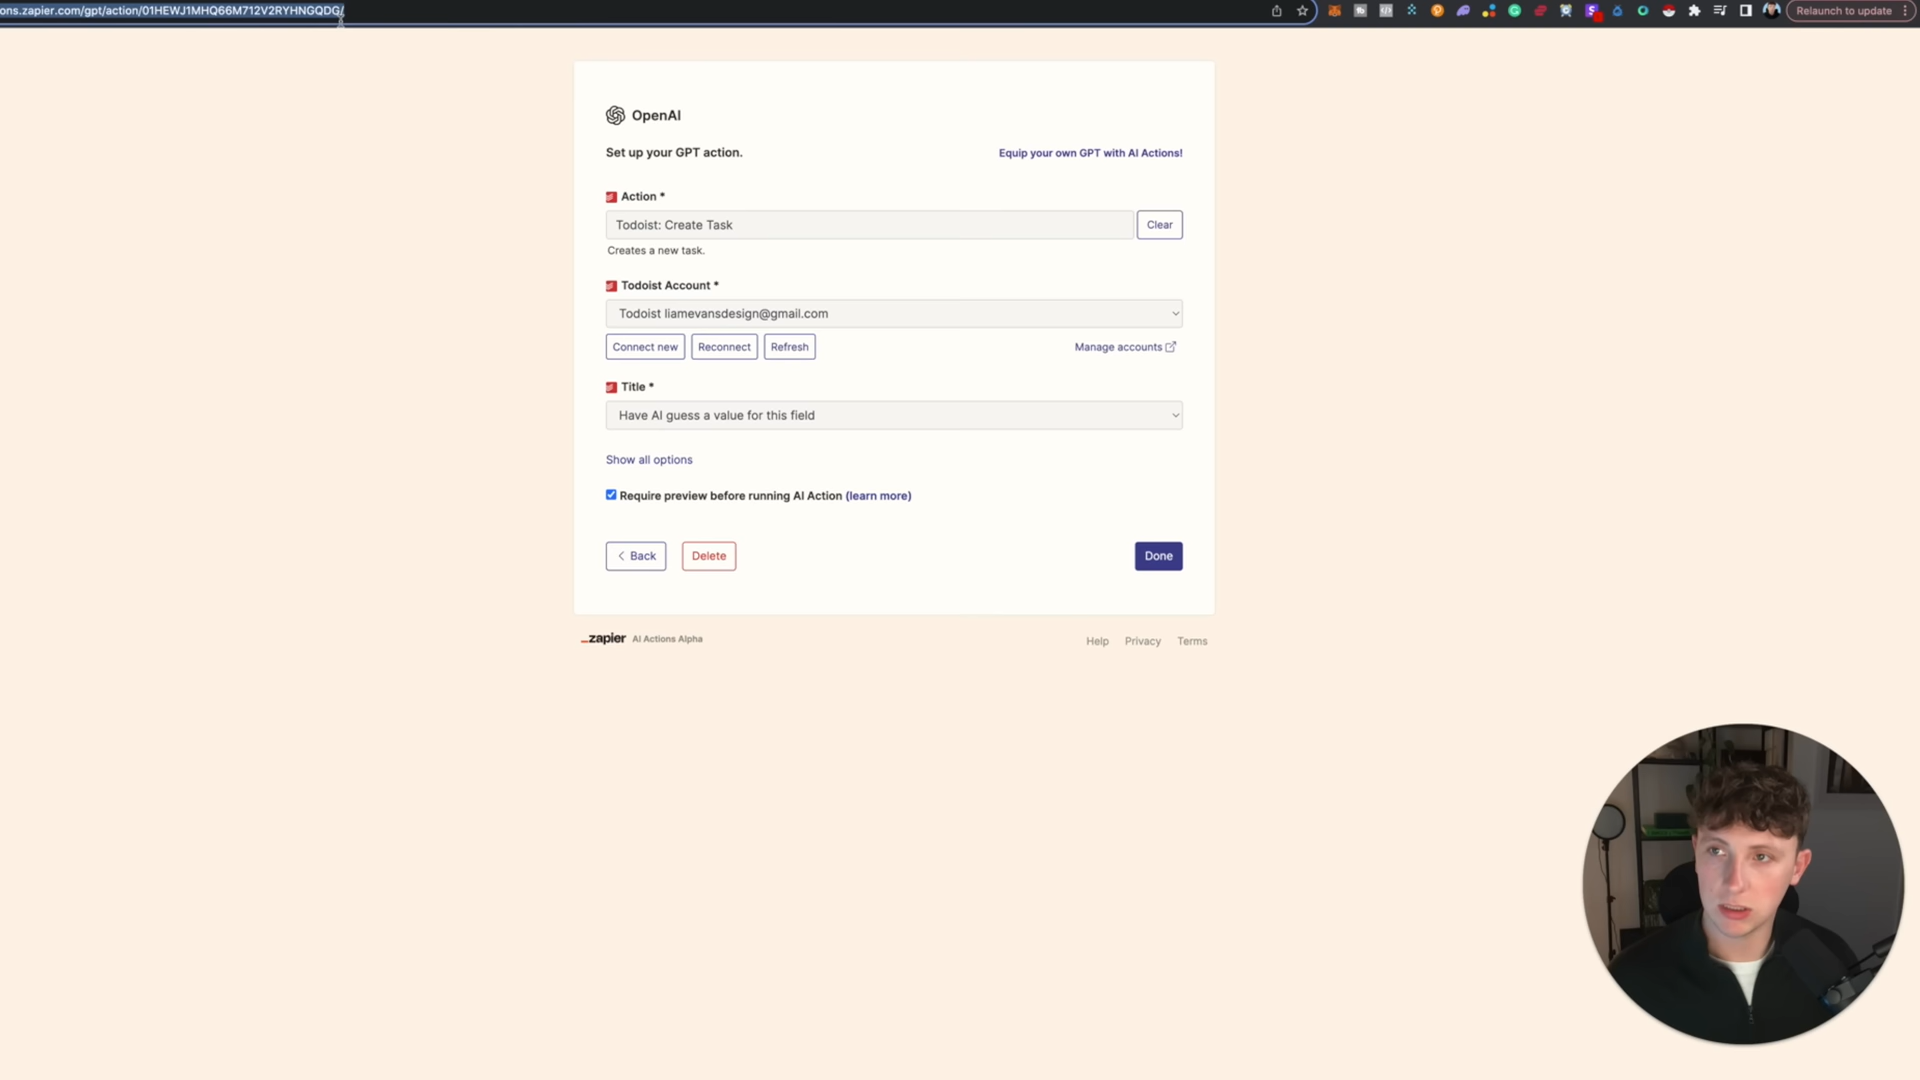 ons.zapier.com/gpt/action/01HEWJ1MHQ66M712V2RYHNGQDG/
Relaunch to update
OpenAI
Set up your GPT action.
Equip your own GPT with AI Actions!
Action *
Todoist: Create Task
Clear
Creates a new task.
Todoist Account *
Todoist liamevansdesign@gmail.com
Connect new
Reconnect
Refresh
Manage accounts
Title *
Have AI guess a value for this field
Show all options
Require preview before running AI Action (learn more)
Back
Delete
Done
zapier AI Actions Alpha
Help
Privacy
Terms